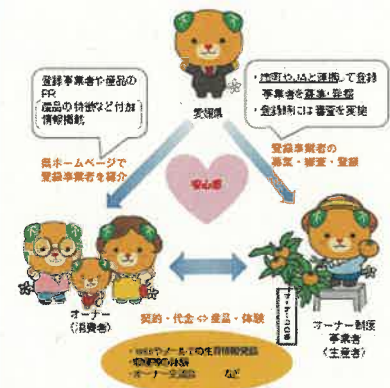 登録事業者や産品の
PR
産品の特徴など付加
情報掲載
・市町やJAと連携して登録
事業者を募集・発掘
・登録時には審査を実施
愛媛県
県ホームページで
登録事業者を紹介
登録事業者の
募集・審査・登録
安心感
オーナー
(消費者)
オーナー制度
事業者
(生産者)
契約・代金⇔産品・体験
・webやメールでの生育情報発信
・オーナー交流会 など